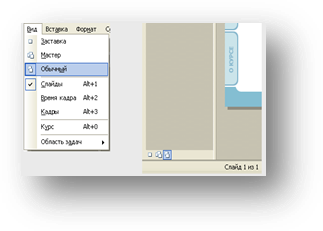 Вид Вставка Формат
Заставка
Мастер
Обычный
Слайды Alt+1
Время кадра Alt+2
Кадры Alt+3
Курс Alt+0
Область задач
О КУРСЕ
Слайд 1 из 1